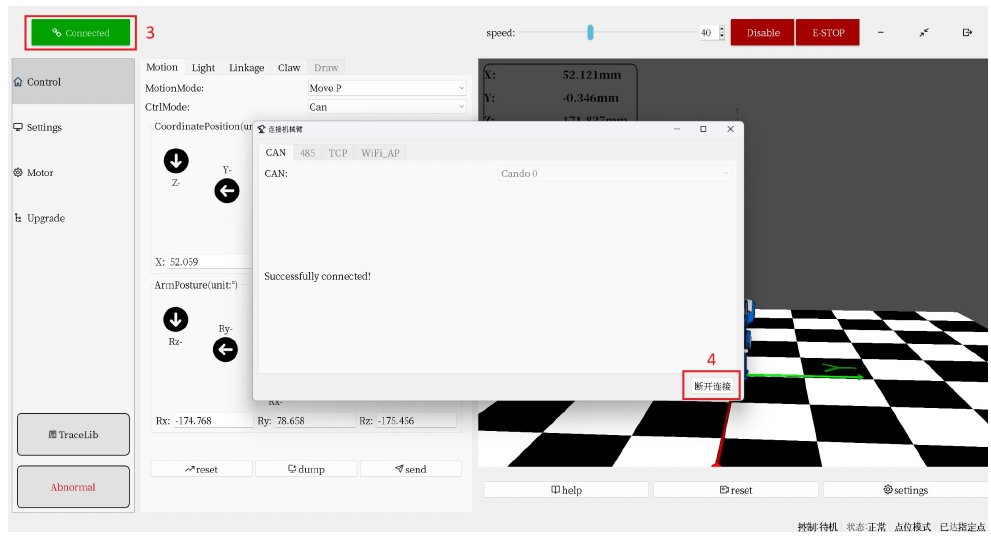 Connected
3
speed:
40
Disable
E-STOP
Control
Settings
Motor
Upgrade
TraceLib
Abnormal
Motion Light Linkage Claw Draw
MotionMode: Move P
CtrlMode: Can
CoordinatePosition(un
Z-
Y-
X: 52.059
ArmPosture(unit:°)
Rz-
Ry-
Rx-
Rx: -174.768 Ry: 78.658 Rz: -175.456
reset dump send
X: 52.121mm
Y: -0.346mm
Z: 171.827mm
连接机械臂
CAN 485 TCP WiFi_AP
CAN: Cando 0
Successfully connected!
4
断开连接
Y
help reset settings
控制:待机 状态:正常 点位模式 已达指定点